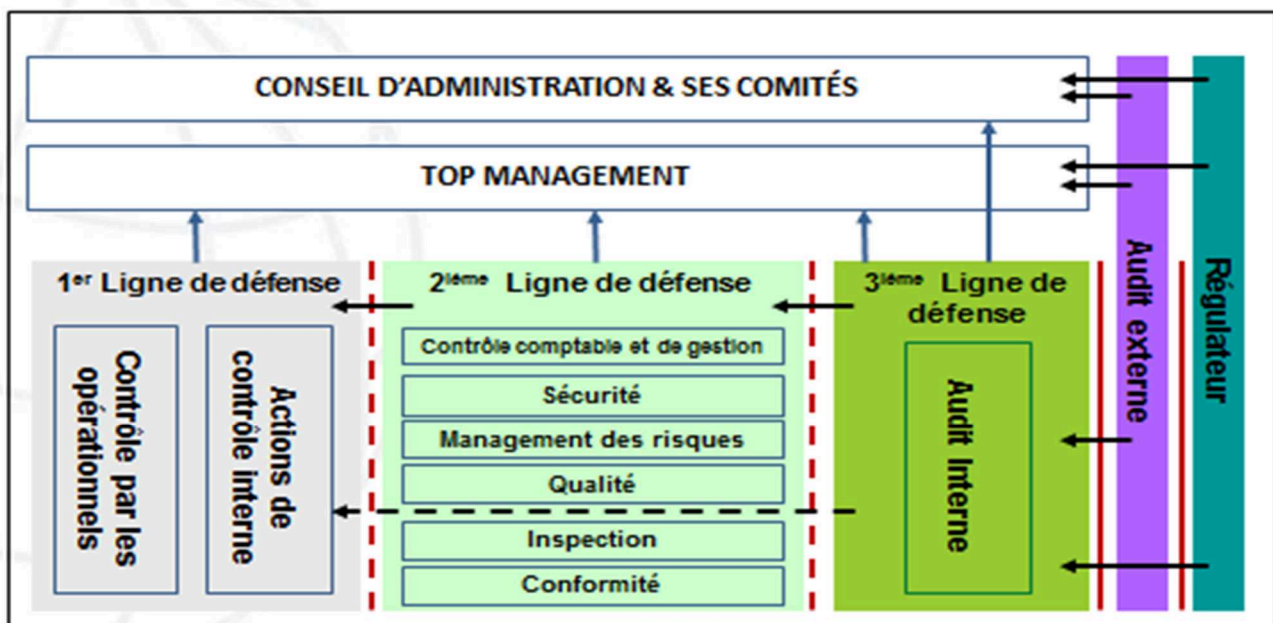 CONSEIL D'ADMINISTRATION & SES COMITÉS
TOP MANAGEMENT
1er Ligne de défense
Contrôle par les
opérationnels
Actions de
contrôle interne
2ième Ligne de défense
Contrôle comptable et de gestion
Sécurité
Management des risques
Qualité
Inspection
Conformité
3ième Ligne de
défense
Audit Interne
Audit externe
Régulateur